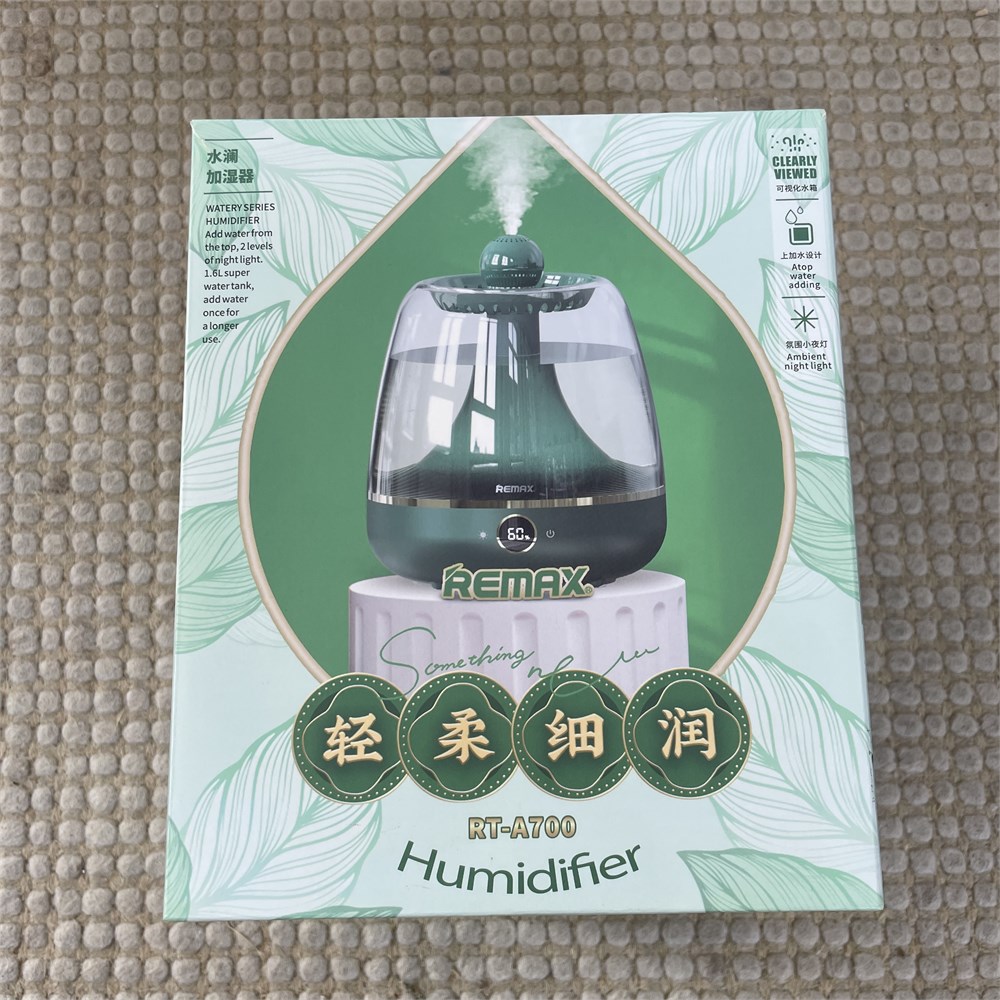 水澜
加湿器
WATERY SERIES
HUMIDIFIER
Add water from
the top, 2 levels
of night light.
1.6L super
water tank,
add water
once for
a longer
use.
CLEARLY
VIEWED
可视化水箱
上加水设计
Atop
water
adding
氛围小夜灯
Ambient
night light
REMAX
60%
REMAX
Something
轻柔细润
RT-A700
Humidifier